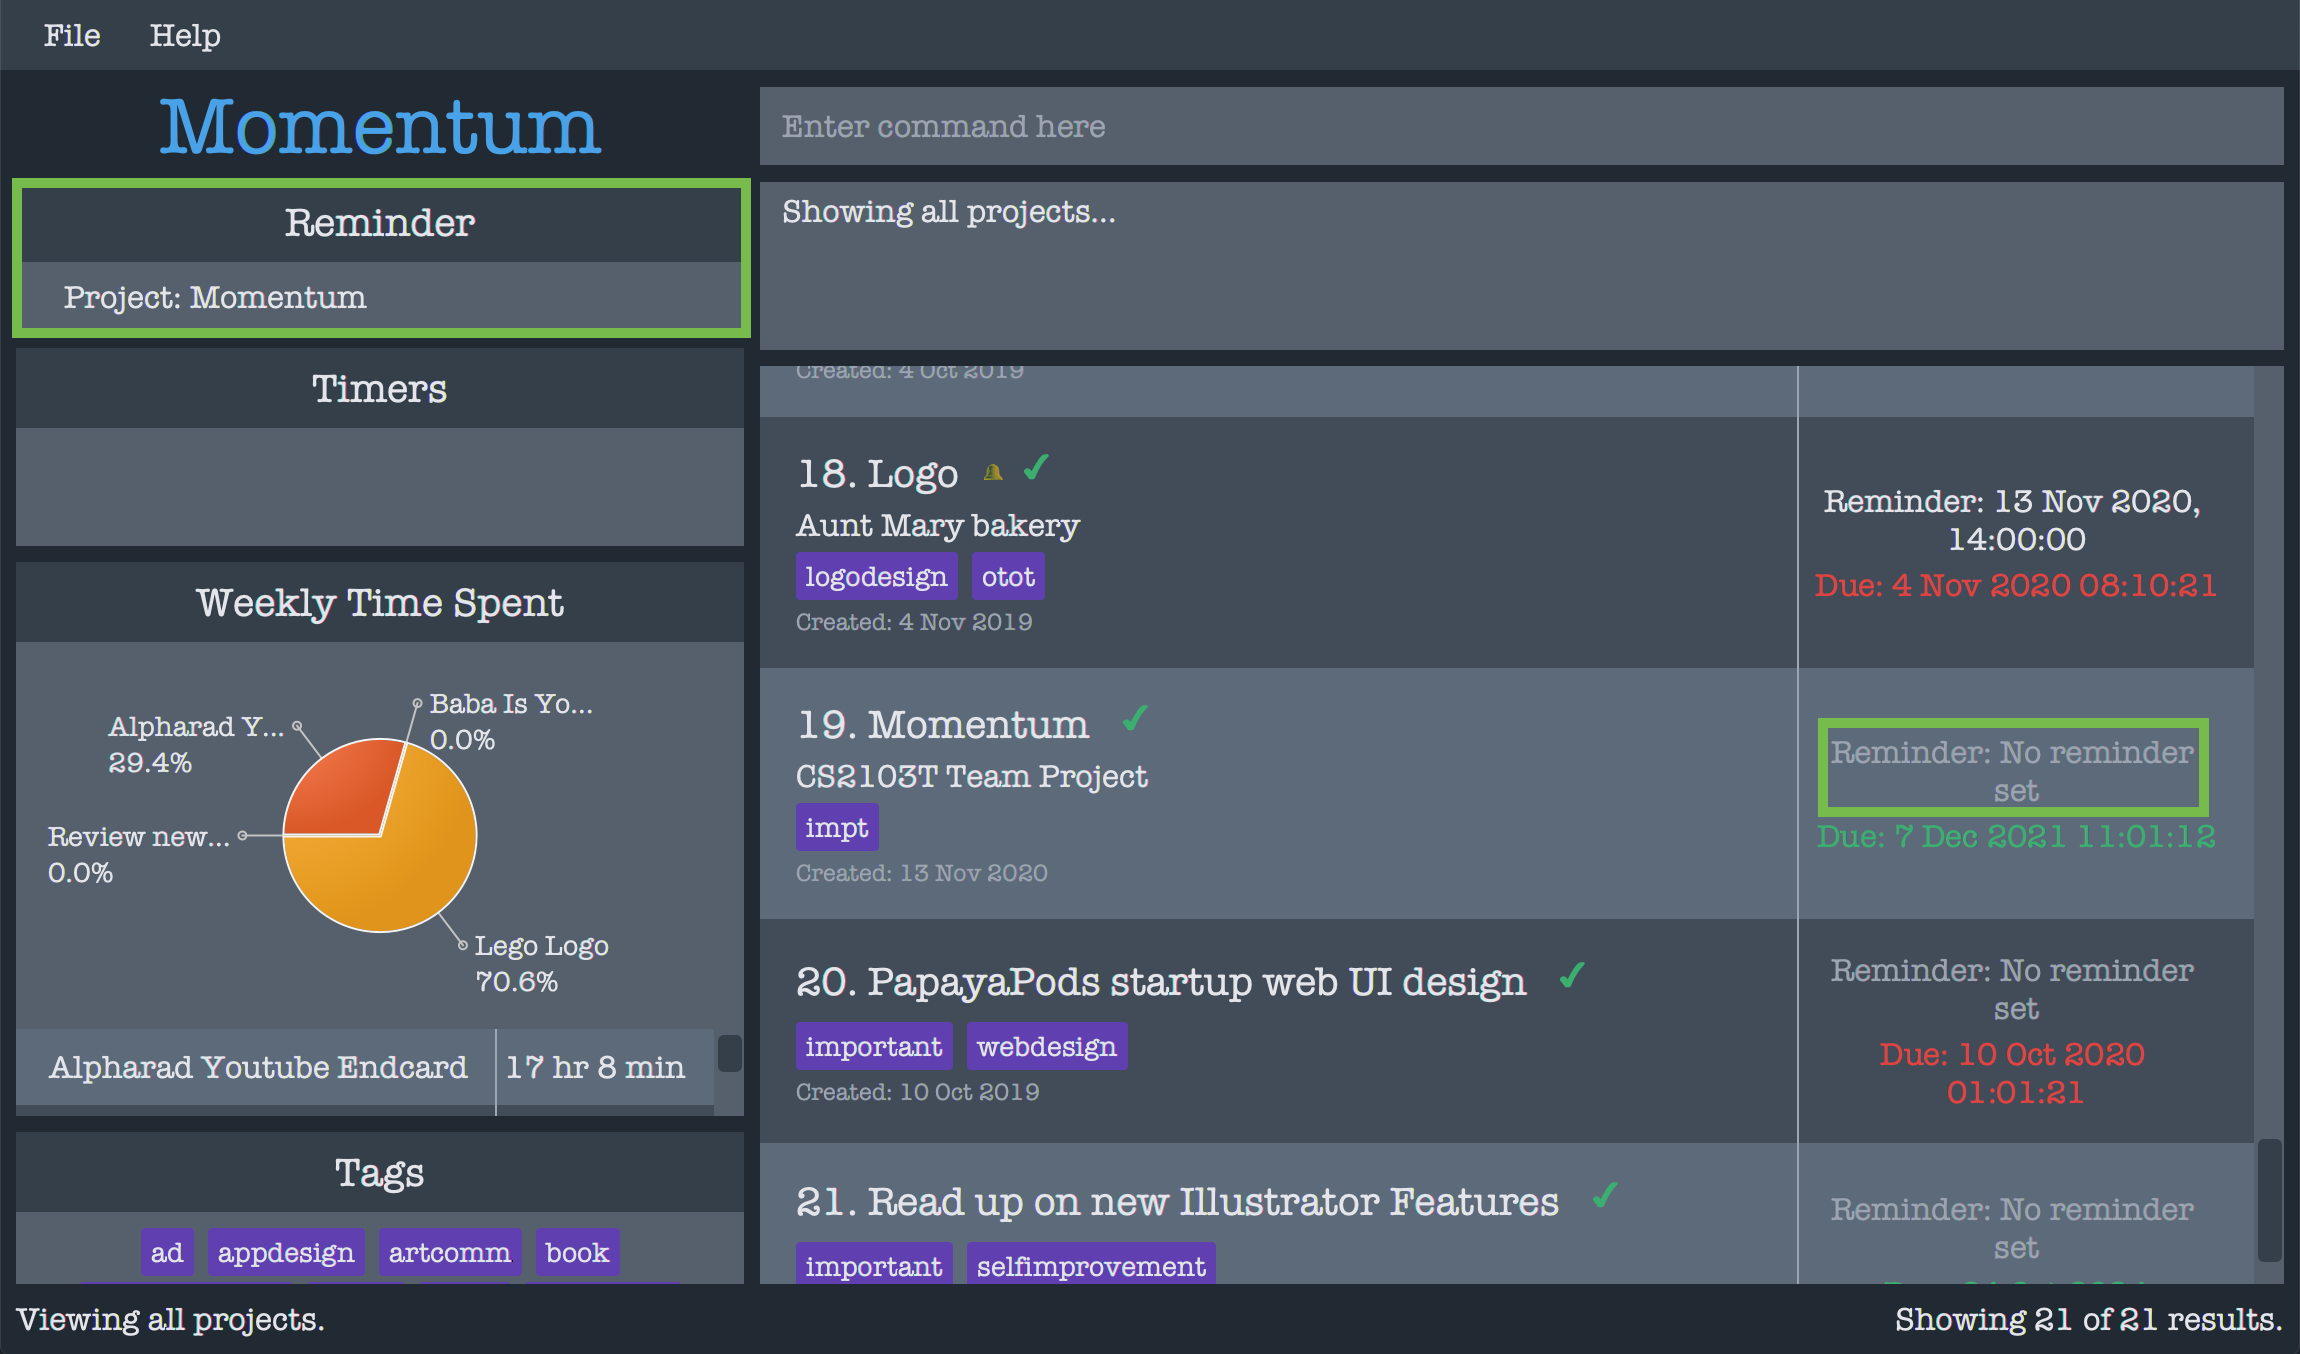 File Help
Momentum
Reminder
Project: Momentum
Timers
Weekly Time Spent
Alpharad Y...
29.4%
Baba Is Yo...
0.0%
Review new...
0.0%
Lego Logo
70.6%
Alpharad Youtube Endcard 17 hr 8 min
Tags
ad appdesign artcomm book
Enter command here
Showing all projects...
Created: 4 Oct 2019
18. Logo
Aunt Mary bakery
logodesign otot
Created: 4 Nov 2019
Reminder: 13 Nov 2020,
14:00:00
Due: 4 Nov 2020 08:10:21
19. Momentum
CS2103T Team Project
impt
Created: 13 Nov 2020
Reminder: No reminder
set
Due: 7 Dec 2021 11:01:12
20. PapayaPods startup web UI design
important webdesign
Created: 10 Oct 2019
Reminder: No reminder
set
Due: 10 Oct 2020
01:01:21
21. Read up on new Illustrator Features
important selfimprovement
Reminder: No reminder
set
Viewing all projects.
Showing 21 of 21 results.